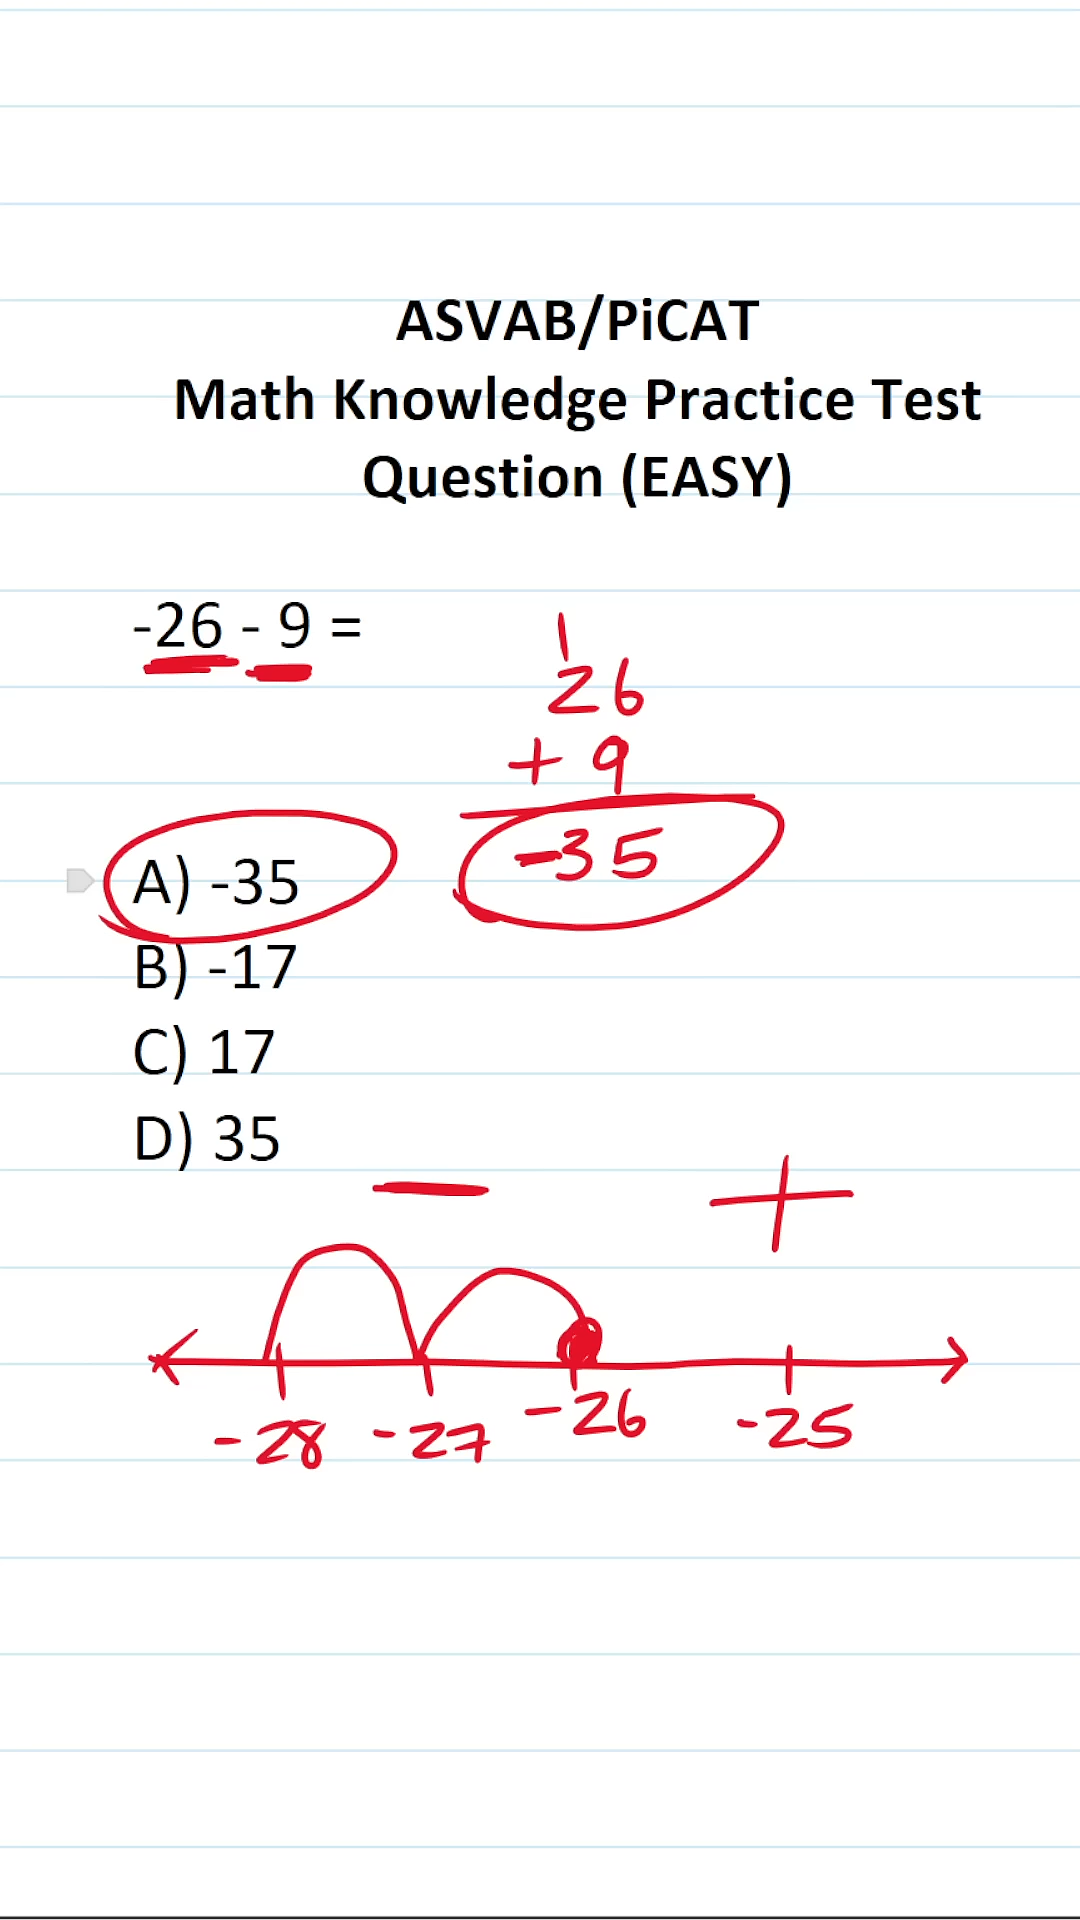 ASVAB/PiCAT
Math Knowledge Practice Test
Question (EASY)
-26 - 9 =
1
26
+ 9
-35
A) -35
B) -17
C) 17
D) 35
− +
-28 -27 -26 -25